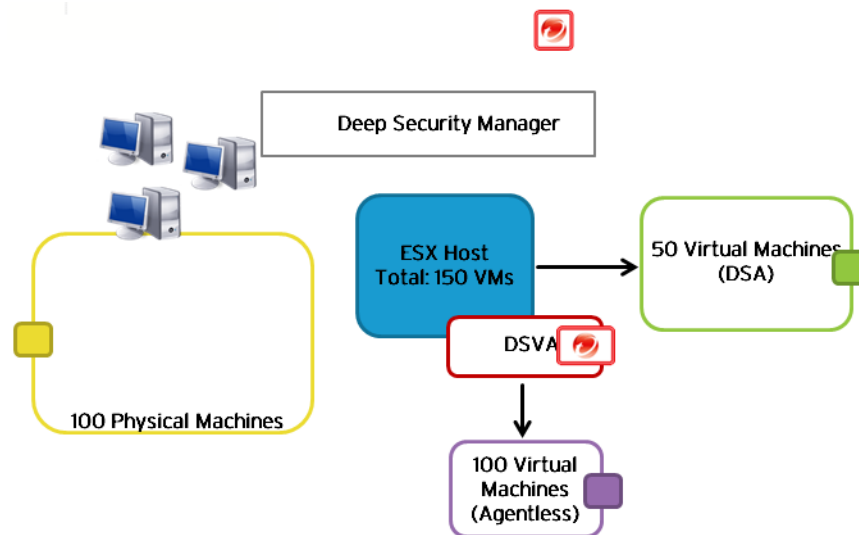 Deep Security Manager
ESX Host
Total: 150 VMs
50 Virtual Machines
(DSA)
DSVA
100 Physical Machines
100 Virtual
Machines
(Agentless)